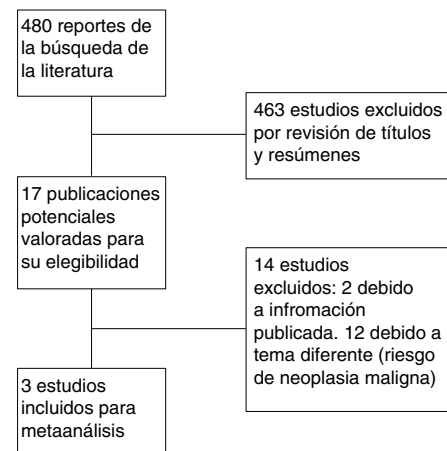 480 reportes de
la búsqueda de
la literatura
463 estudios excluidos
por revisión de títulos
y resúmenes
17 publicaciones
potenciales
valoradas para
su elegibilidad
14 estudios
excluidos: 2 debido
a infromación
publicada. 12 debido a
tema diferente (riesgo
de neoplasia maligna)
3 estudios
incluidos para
metaanálisis